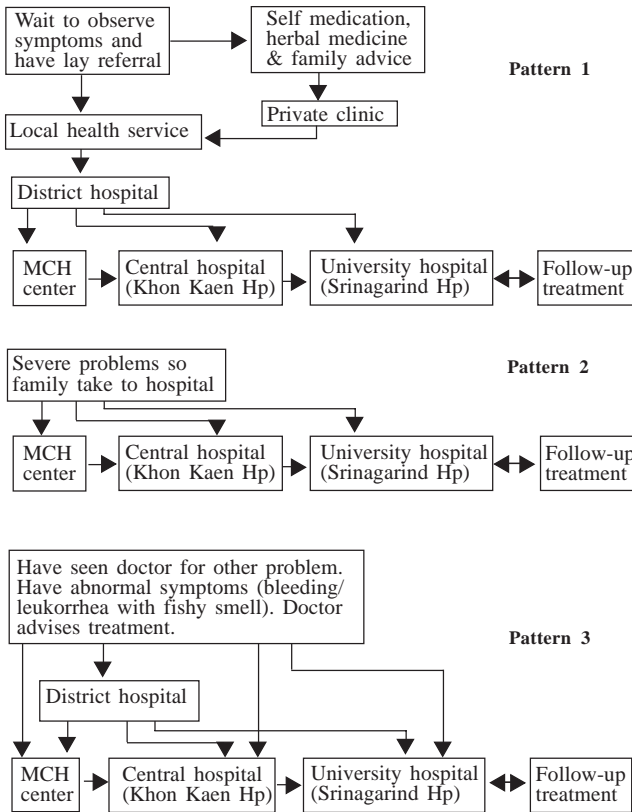 Wait to observe
symptoms and
have lay referral
Self medication,
herbal medicine
& family advice
Pattern 1
Private clinic
Local health service
District hospital
MCH
center
Central hospital
(Khon Kaen Hp)
University hospital
(Srinagarind Hp)
Follow-up
treatment
Severe problems so
family take to hospital
Pattern 2
MCH
center
Central hospital
(Khon Kaen Hp)
University hospital
(Srinagarind Hp)
Follow-up
treatment
Have seen doctor for other problem.
Have abnormal symptoms (bleeding/
leukorrhea with fishy smell). Doctor
advises treatment.
Pattern 3
District hospital
MCH
center
Central hospital
(Khon Kaen Hp)
University hospital
(Srinagarind Hp)
Follow-up
treatment